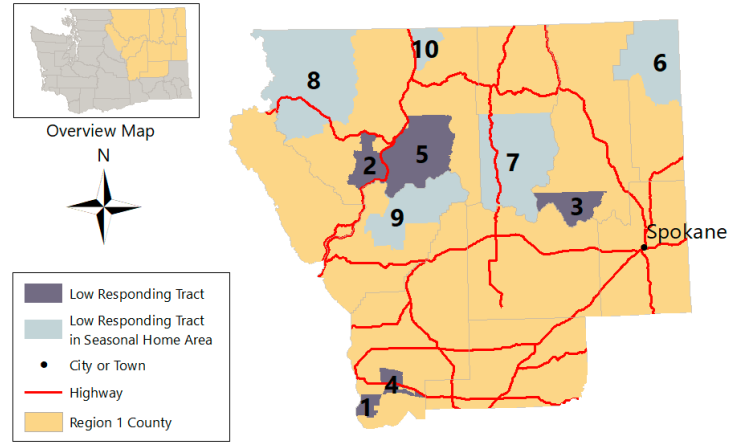 10
8
6
Overview Map
N
2
5
7
3
9
Spokane
Low Responding Tract
Low Responding Tract
in Seasonal Home Area
City or Town
Highway
Region 1 County
4
1